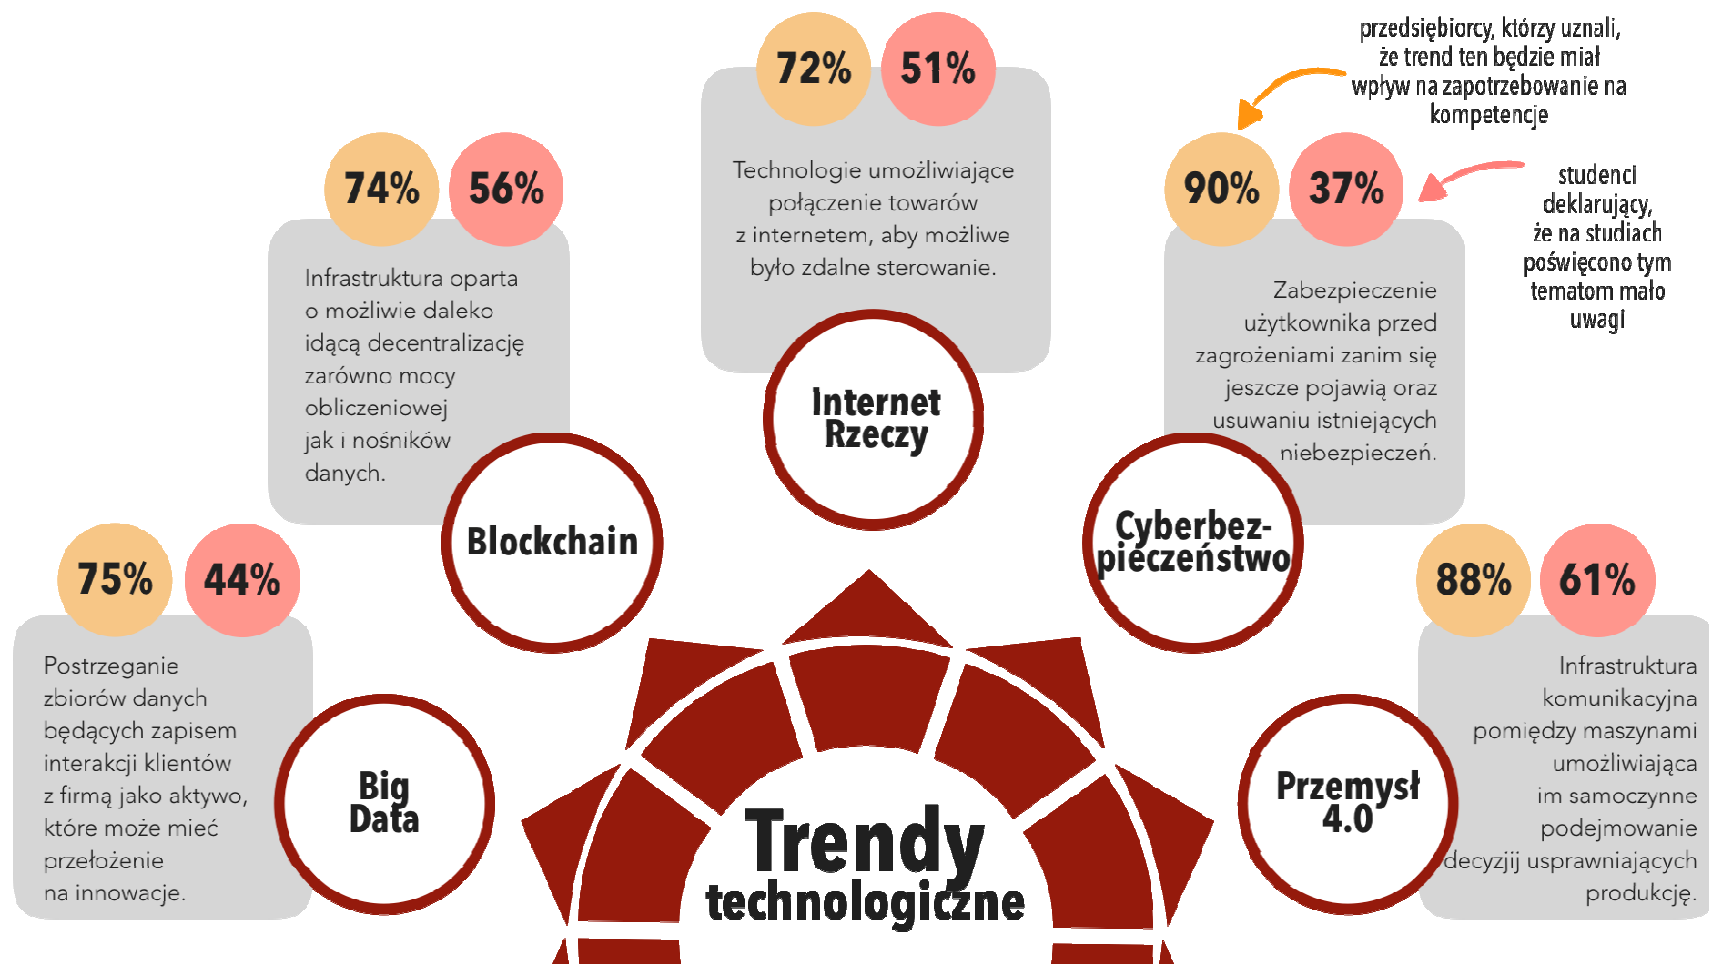 przedsiębiorcy, którzy uznali,
że trend ten będzie miał
wpływ na zapotrzebowanie na
kompetencje
studenci
deklarujący,
że na studiach
poświęcono tym
tematom mało
uwagi
72%
51%
Technologie umożliwiające
połączenie towarów
z internetem, aby możliwe
było zdalne sterowanie.
Internet
Rzeczy
74%
56%
Infrastruktura oparta
o możliwie daleko
idącą decentralizację
zarówno mocy
obliczeniowej
jak i nośników
danych.
Blockchain
90%
37%
Zabezpieczenie
użytkownika przed
zagrożeniami zanim się
jeszcze pojawią oraz
usuwaniu istniejących
niebezpieczeń.
Cyberbez-
pieczeństwo
75%
44%
Postrzeganie
zbiorów danych
będących zapisem
interakcji klientów
z firmą jako aktywo,
które może mieć
przełożenie
na innowacje.
Big
Data
88%
61%
Infrastruktura
komunikacyjna
pomiędzy maszynami
umożliwiająca
im samoczynne
podejmowanie
decyzjij usprawniających
produkcję.
Przemysł
4.0
Trendy
technologiczne